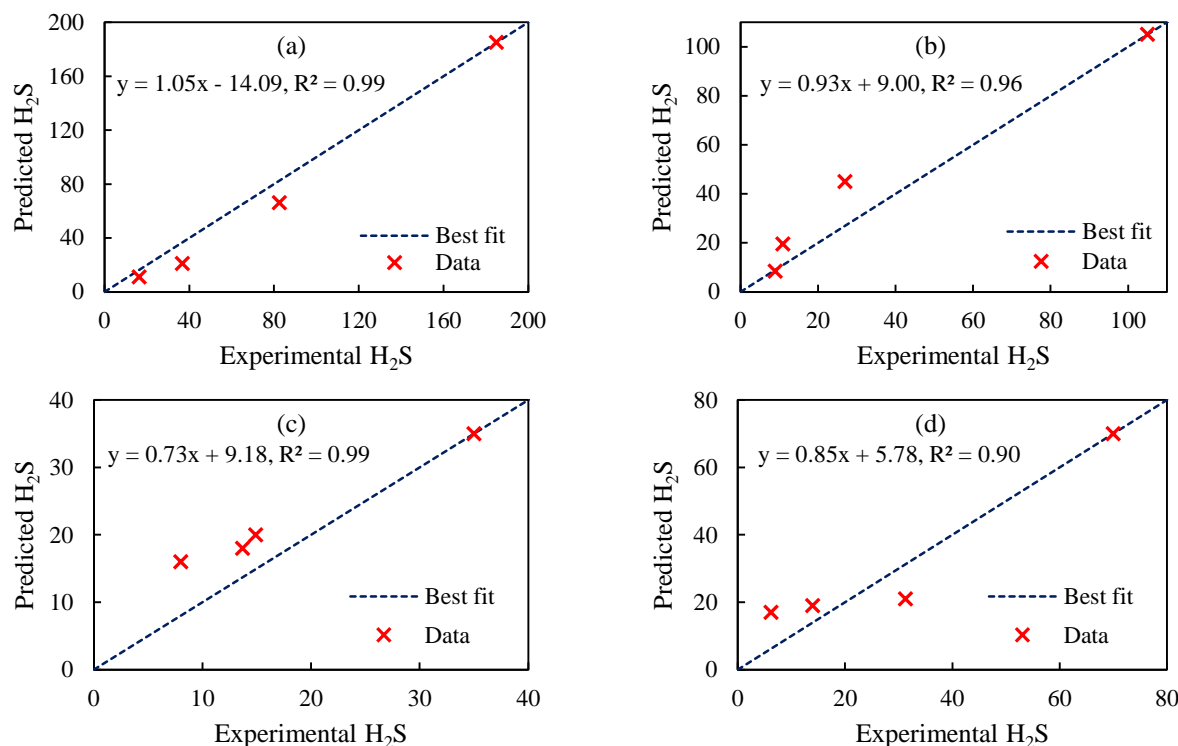 (a)
y = 1.05x - 14.09, R² = 0.99
Predicted H₂S
200
160
120
80
40
0
Best fit
Data
0 40 80 120 160 200
Experimental H₂S
(b)
y = 0.93x + 9.00, R² = 0.96
Predicted H₂S
100
80
60
40
20
0
Best fit
Data
0 20 40 60 80 100
Experimental H₂S
(c)
y = 0.73x + 9.18, R² = 0.99
Predicted H₂S
40
30
20
10
0
Best fit
Data
0 10 20 30 40
Experimental H₂S
(d)
y = 0.85x + 5.78, R² = 0.90
Predicted H₂S
80
60
40
20
0
Best fit
Data
0 20 40 60 80
Experimental H₂S